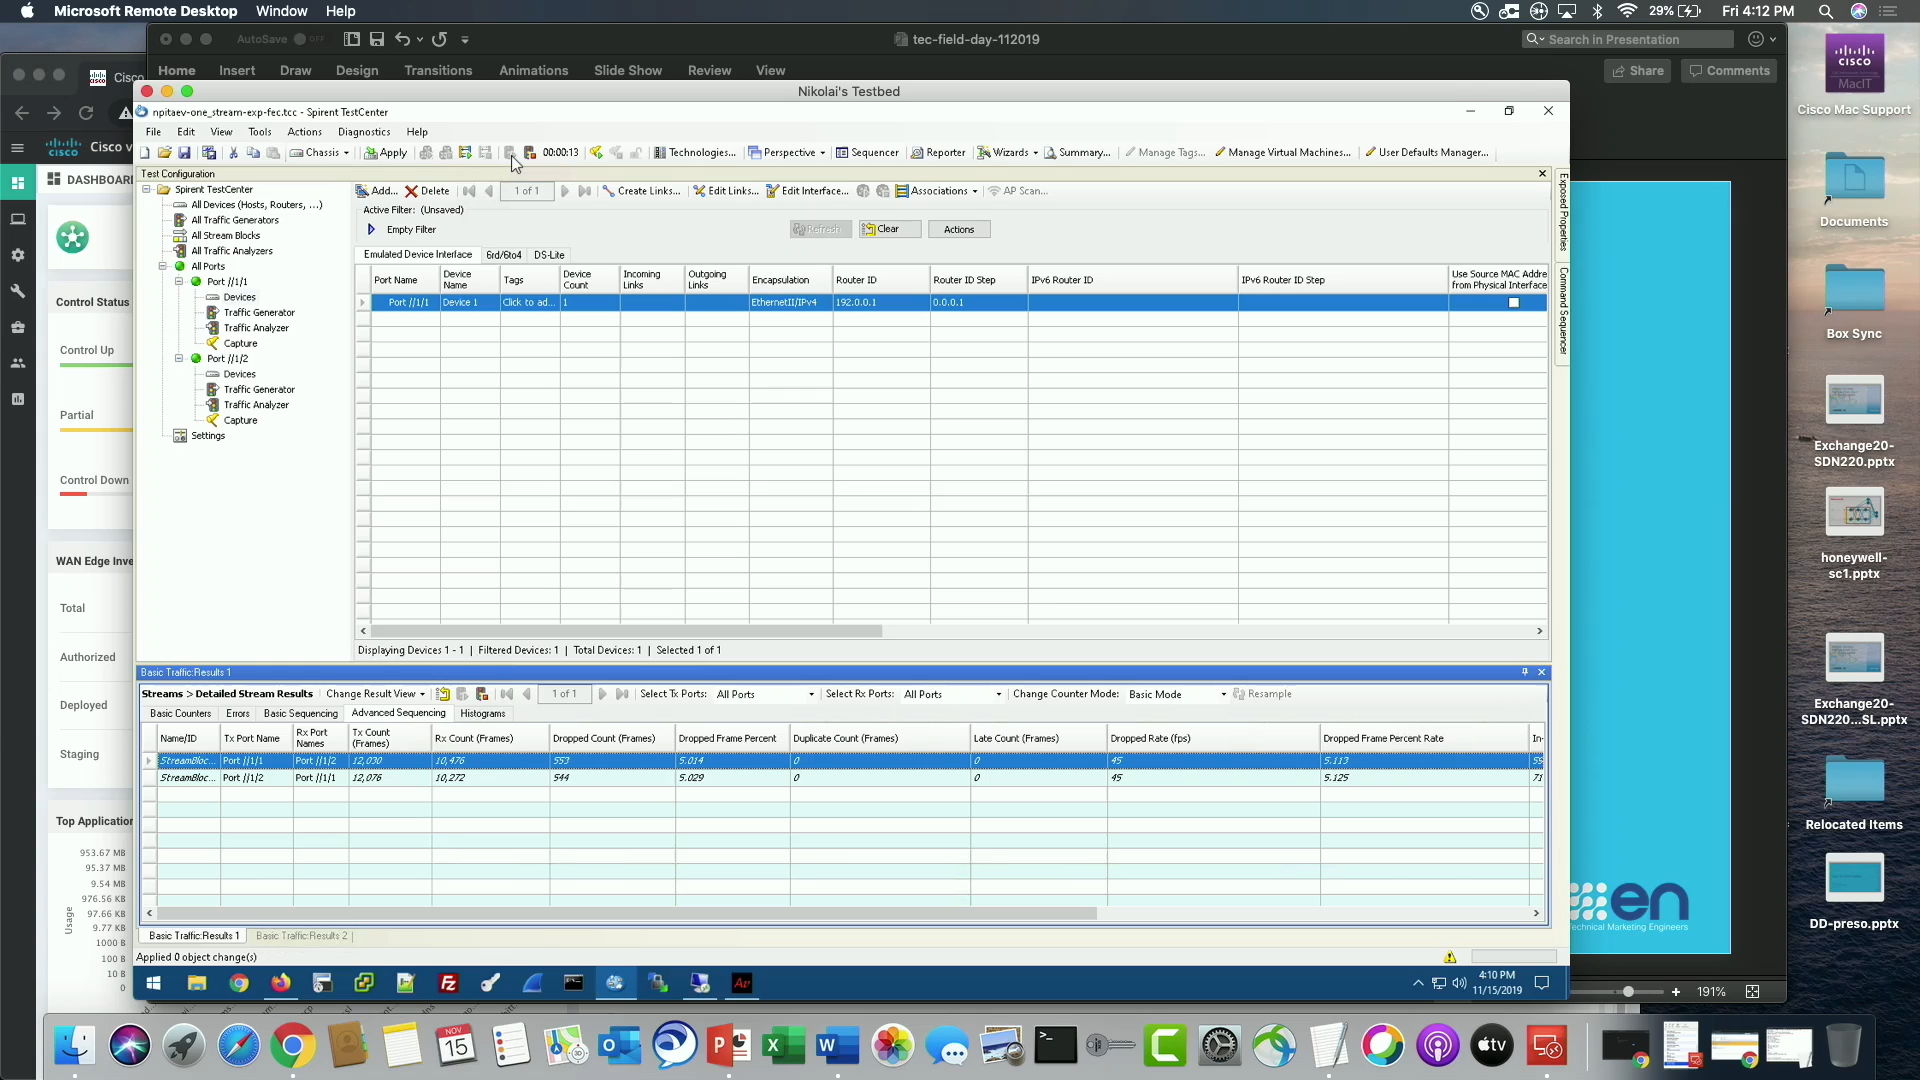 Microsoft Remote Desktop Window Help
29% Fri 4:12 PM
AutoSave OFF tec-field-day-112019 Search in Presentation
Home Insert Draw Design Transitions Animations Slide Show Review View Share Comments
Cisco
Nikolai's Testbed
npitaev-one_stream-exp-fec.tcc - Spirent TestCenter
File Edit View Tools Actions Diagnostics Help
Chassis Apply 00:00:13 Technologies... Perspective Sequencer Reporter Wizards Summary... Manage Tags... Manage Virtual Machines... User Defaults Manager...
Test Configuration
Spirent TestCenter
All Devices (Hosts, Routers, ...)
All Traffic Generators
All Stream Blocks
All Traffic Analyzers
All Ports
Port //1/1
Devices
Traffic Generator
Traffic Analyzer
Capture
Port //1/2
Devices
Traffic Generator
Traffic Analyzer
Capture
Settings
Add... Delete 1 of 1 Create Links... Edit Links... Edit Interface... Associations AP Scan...
Active Filter: (Unsaved)
Empty Filter Refresh Clear Actions
Emulated Device Interface 6rd/6to4 DS-Lite
Port Name Device Name Tags Device Count Incoming Links Outgoing Links Encapsulation Router ID Router ID Step IPv6 Router ID IPv6 Router ID Step Use Source MAC Addre from Physical Interface
Port //1/1 Device 1 Click to ad... 1 EthernetII/IPv4 192.0.0.1 0.0.0.1
Exposed Properties
Command Sequencer
Displaying Devices 1 - 1 | Filtered Devices: 1 | Total Devices: 1 | Selected 1 of 1
Basic Traffic:Results 1
Streams > Detailed Stream Results Change Result View 1 of 1 Select Tx Ports: All Ports Select Rx Ports: All Ports Change Counter Mode: Basic Mode Resample
Basic Counters Errors Basic Sequencing Advanced Sequencing Histograms
Name/ID Tx Port Name Rx Port Names Tx Count (Frames) Rx Count (Frames) Dropped Count (Frames) Dropped Frame Percent Duplicate Count (Frames) Late Count (Frames) Dropped Rate (fps) Dropped Frame Percent Rate In-
StreamBloc... Port //1/1 Port //1/2 12,030 10,476 553 5.014 0 0 45 5.113
StreamBloc... Port //1/2 Port //1/1 12,076 10,272 544 5.029 0 0 45 5.125 71
Basic Traffic:Results 1 Basic Traffic:Results 2
Applied 0 object change(s)
4:10 PM
11/15/2019
Cisco v
DASHBOARD
Control Status
Control Up
Partial
Control Down
WAN Edge Inve
Total
Authorized
Deployed
Staging
Top Application
953.67 MB
95.37 MB
9.54 MB
976.56 KB
97.66 KB
9.77 KB
1000 B
100 B
10 B
0
Usage
en
Technical Marketing Engineers
191%
cisco
MacIT
Cisco Mac Support
Documents
Box Sync
Exchange20-
SDN220.pptx
honeywell-
sc1.pptx
Exchange20-
SDN220...SL.pptx
Relocated Items
DD-preso.pptx
NOV
15
tv